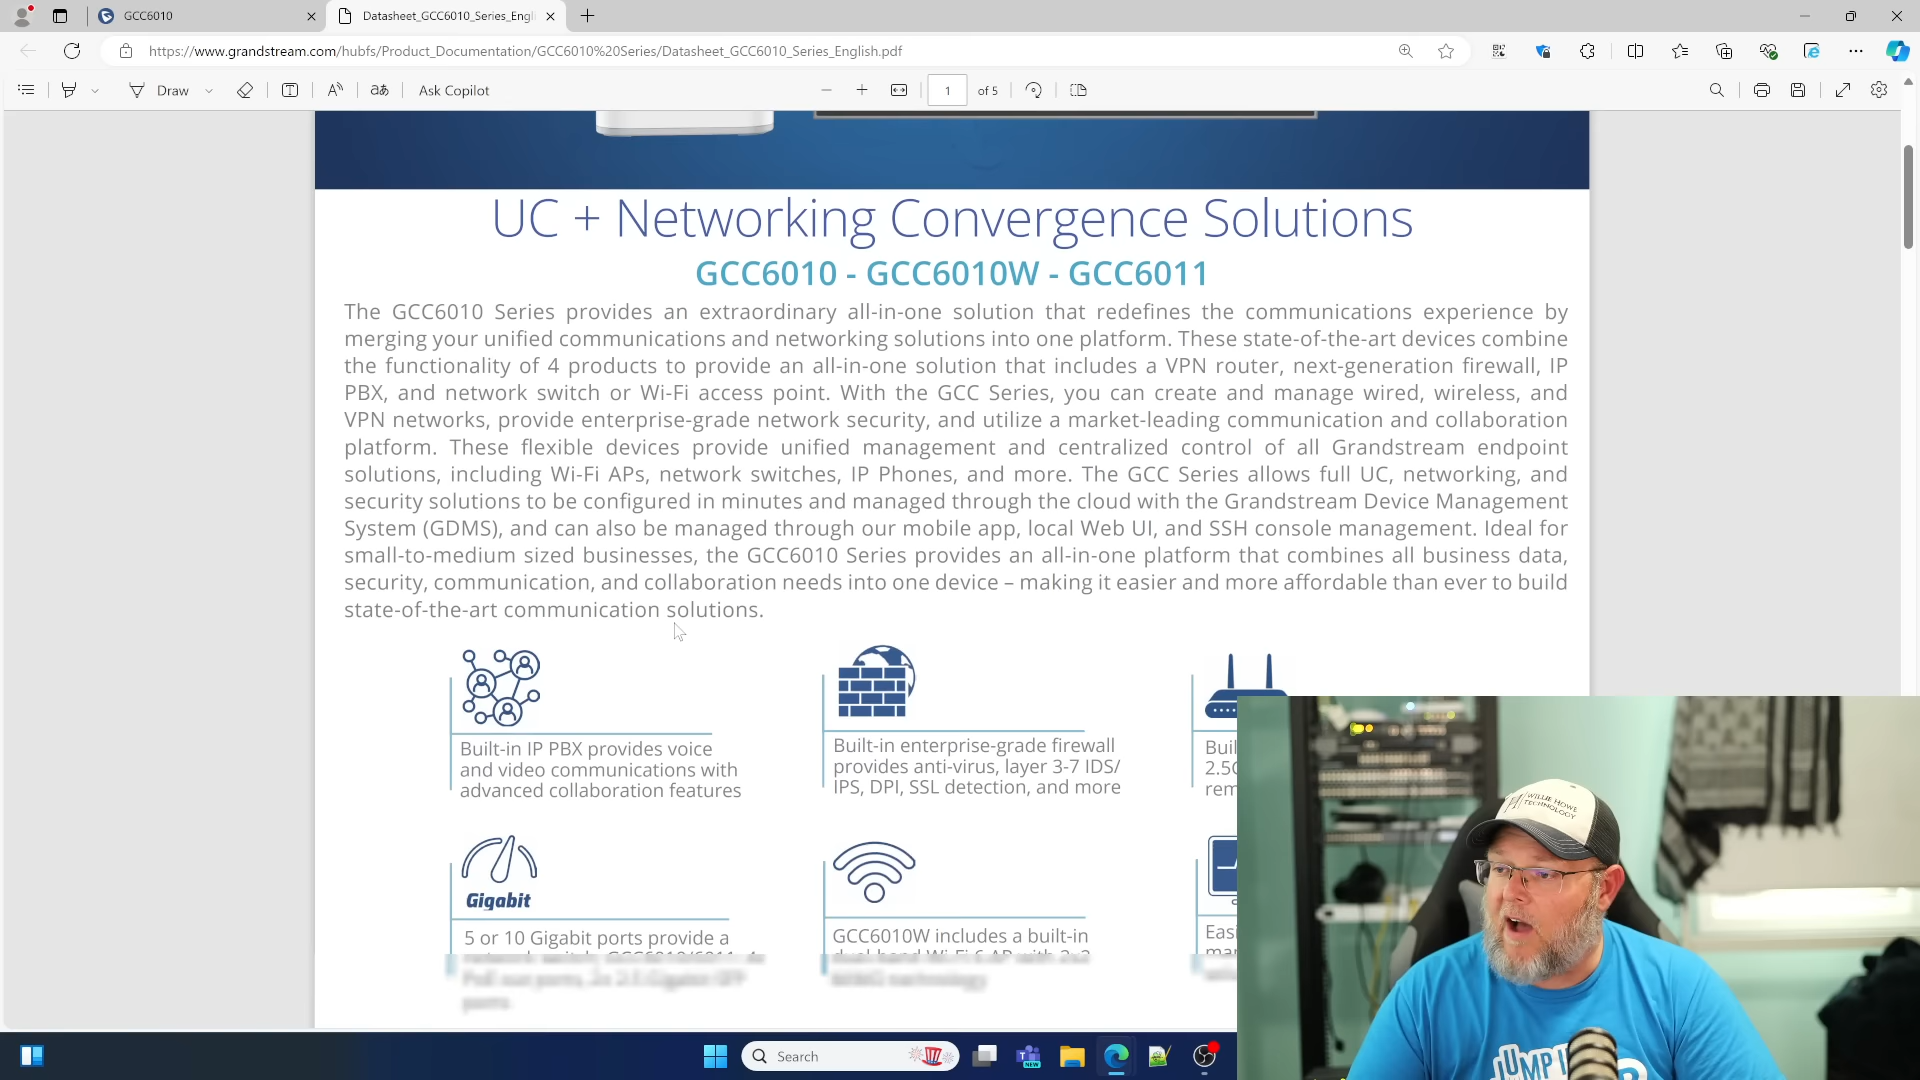 GCC6010
Datasheet_GCC6010_Series_Engli
https://www.grandstream.com/hubfs/Product_Documentation/GCC6010%20Series/Datasheet_GCC6010_Series_English.pdf
Draw
Ask Copilot
1 of 5
UC + Networking Convergence Solutions
GCC6010 - GCC6010W - GCC6011
The GCC6010 Series provides an extraordinary all-in-one solution that redefines the communications experience by
merging your unified communications and networking solutions into one platform. These state-of-the-art devices combine
the functionality of 4 products to provide an all-in-one solution that includes a VPN router, next-generation firewall, IP
PBX, and network switch or Wi-Fi access point. With the GCC Series, you can create and manage wired, wireless, and
VPN networks, provide enterprise-grade network security, and utilize a market-leading communication and collaboration
platform. These flexible devices provide unified management and centralized control of all Grandstream endpoint
solutions, including Wi-Fi APs, network switches, IP Phones, and more. The GCC Series allows full UC, networking, and
security solutions to be configured in minutes and managed through the cloud with the Grandstream Device Management
System (GDMS), and can also be managed through our mobile app, local Web UI, and SSH console management. Ideal for
small-to-medium sized businesses, the GCC6010 Series provides an all-in-one platform that combines all business data,
security, communication, and collaboration needs into one device – making it easier and more affordable than ever to build
state-of-the-art communication solutions.
Built-in IP PBX provides voice
and video communications with
advanced collaboration features
Built-in enterprise-grade firewall
provides anti-virus, layer 3-7 IDS/
IPS, DPI, SSL detection, and more
Buil
2.5G
rem
Gigabit
5 or 10 Gigabit ports provide a
GCC6010W includes a built-in
Easi
WILLIE HOWE
TECHNOLOGY
JUMP I
Search
NEW